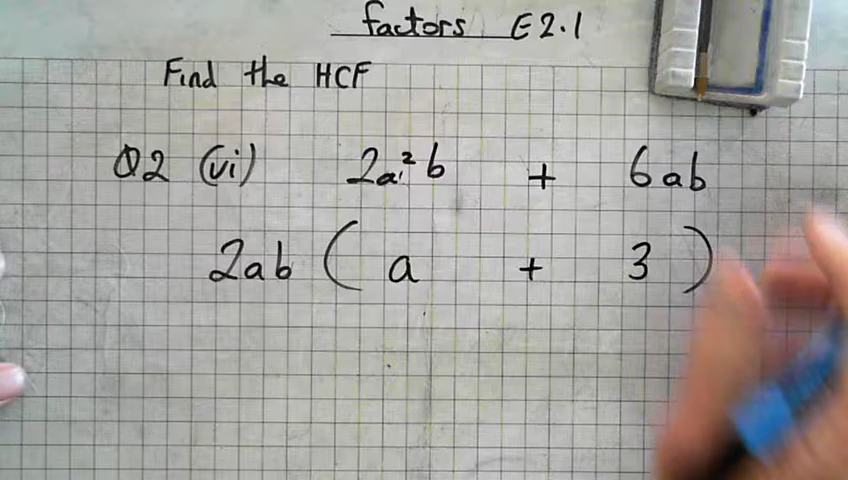 factors E2.1
Find the HCF
Q2 (vi) 2a²b + 6ab
2ab ( a + 3 )